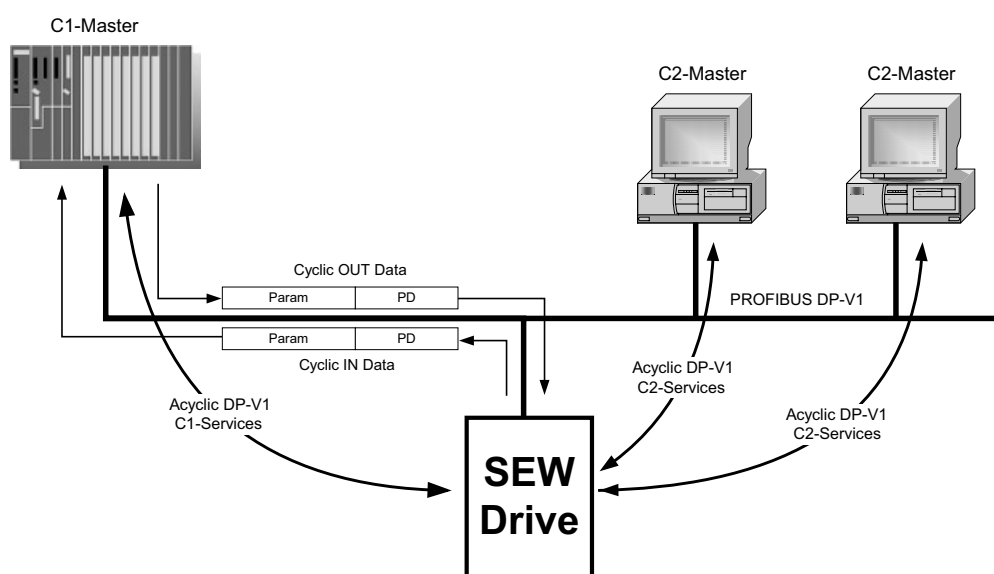 C1-Master
C2-Master
C2-Master
Cyclic OUT Data
Param
PD
PROFIBUS DP-V1
Param
PD
Cyclic IN Data
Acyclic DP-V1
C2-Services
Acyclic DP-V1
C1-Services
Acyclic DP-V1
C2-Services
SEW
Drive